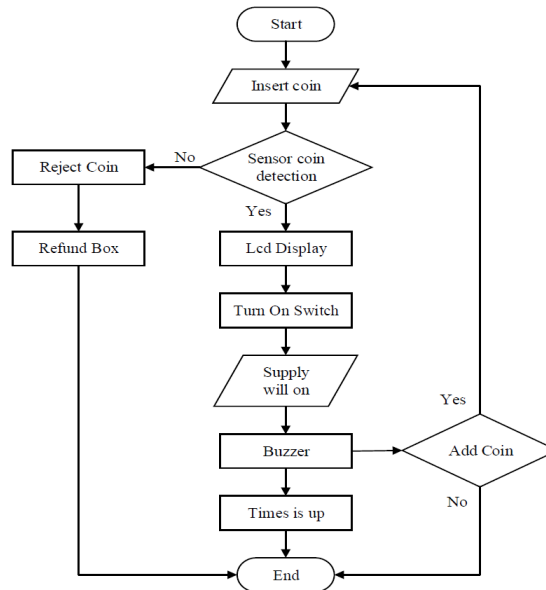 Start
Insert coin
No
Sensor coin
detection
Reject Coin
Yes
Refund Box
Lcd Display
Turn On Switch
Supply
will on
Yes
Buzzer
Add Coin
No
Times is up
End